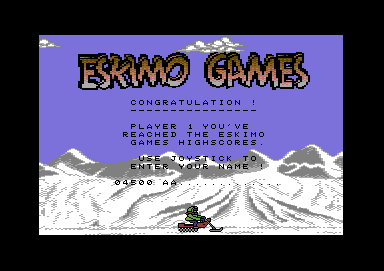 ESKIMO GAMES
CONGRATULATION !
------------------
PLAYER 1 YOU'VE
REACHED THE ESKIMO
GAMES HIGHSCORES.
USE JOYSTICK TO
ENTER YOUR NAME !
04500 AA.............